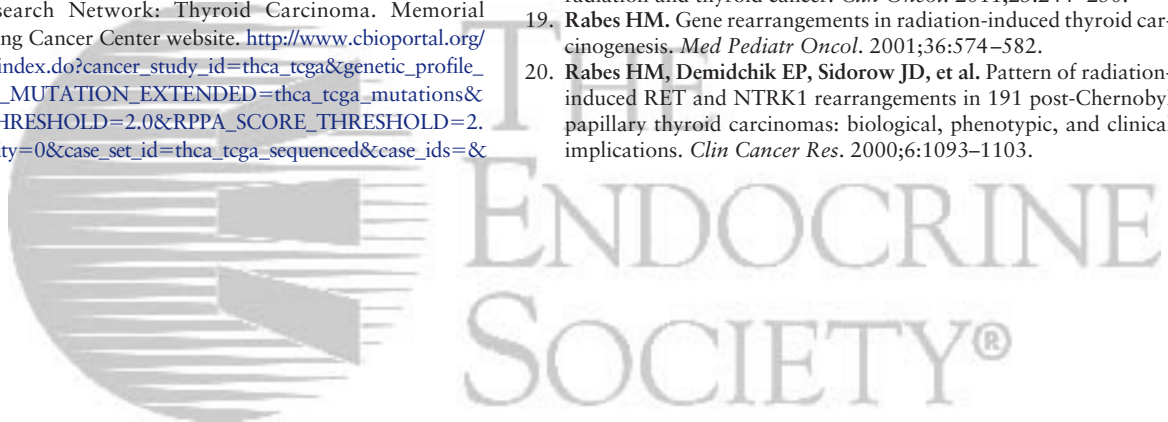 search Network: Thyroid Carcinoma. Memorial
ng Cancer Center website. http://www.cbioportal.org/
index.do?cancer_study_id=thca_tcga&genetic_profile_
_MUTATION_EXTENDED=thca_tcga_mutations&
HRESHOLD=2.0&RPPA_SCORE_THRESHOLD=2.
ity=0&case_set_id=thca_tcga_sequenced&case_ids=&
radiation and thyroid cancer. Clin Oncol. 2011;23:244–250.
19. Rabes HM. Gene rearrangements in radiation-induced thyroid car-
cinogenesis. Med Pediatr Oncol. 2001;36:574–582.
20. Rabes HM, Demidchik EP, Sidorow JD, et al. Pattern of radiation-
induced RET and NTRK1 rearrangements in 191 post-Chernobyl
papillary thyroid carcinomas: biological, phenotypic, and clinical
implications. Clin Cancer Res. 2000;6:1093–1103.
THE
ENDOCRINE
SOCIETY®